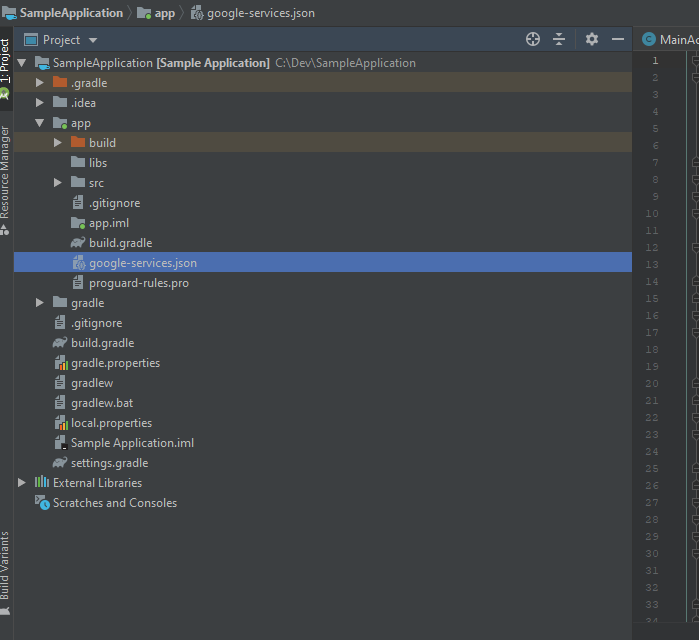 SampleApplication app google-services.json
Project
MainAc
1: Project
Resource Manager
Build Variants
SampleApplication [Sample Application] C:\Dev\SampleApplication
.gradle
.idea
app
build
libs
src
.gitignore
app.iml
build.gradle
google-services.json
proguard-rules.pro
gradle
.gitignore
build.gradle
gradle.properties
gradlew
gradlew.bat
local.properties
Sample Application.iml
settings.gradle
External Libraries
Scratches and Consoles
1
2
3
4
5
6
7
8
9
10
11
12
13
14
15
16
17
18
19
20
21
22
23
24
25
26
27
28
29
30
31
32
33
34